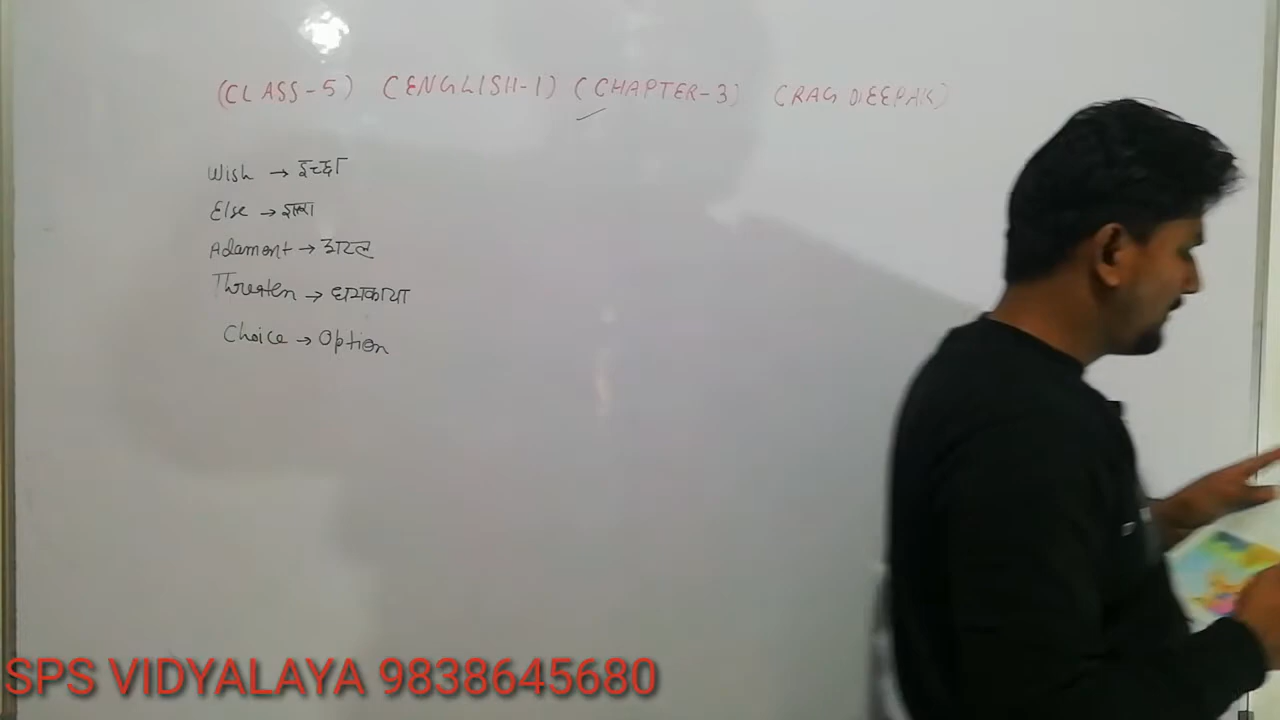 (CLASS-5) (ENGLISH-1) (CHAPTER-3) (RAG DEEPAK)
Wish → इच्छा
Else →
Adament → अटल
Threaten → धमकाया
Choice → Option
SPS VIDYALAYA 9838645680